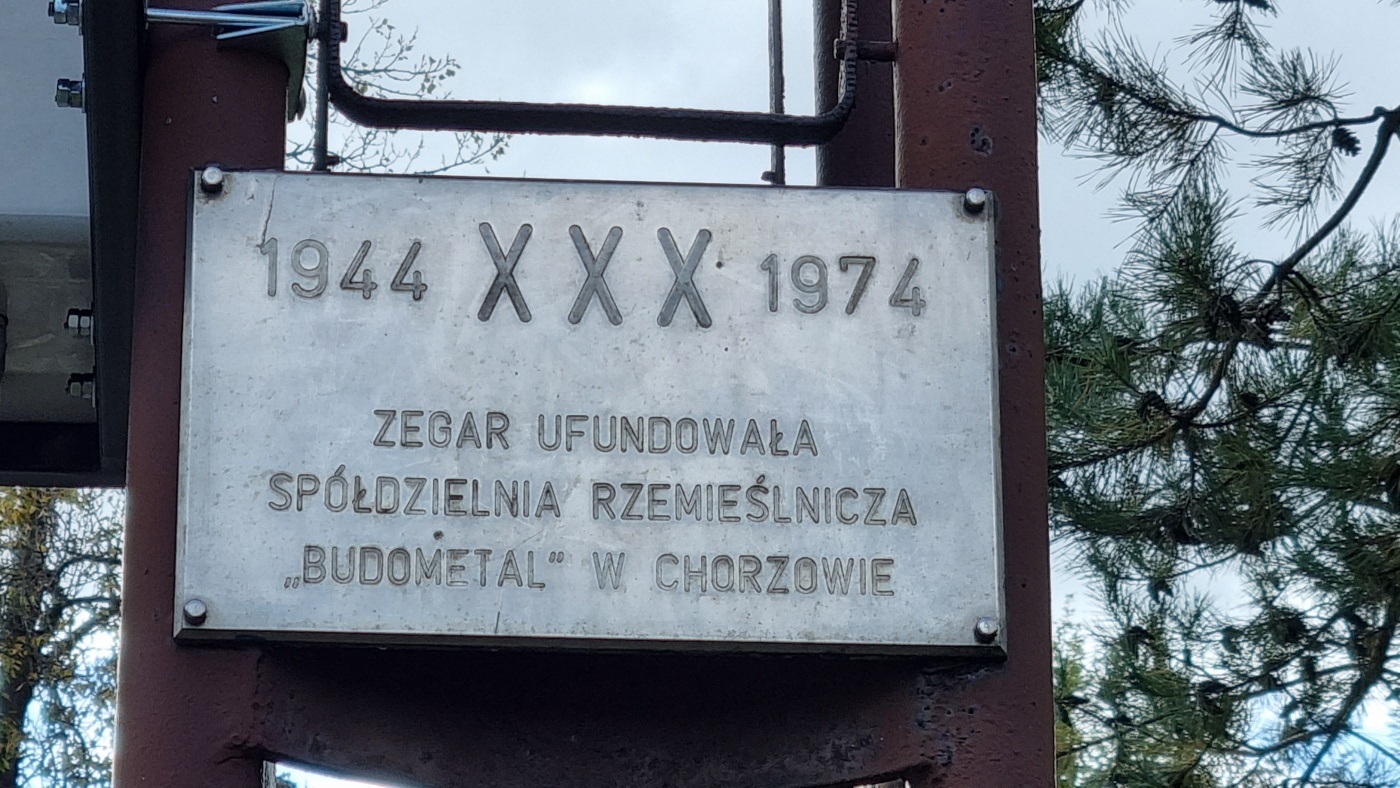 1944 XXX 1974
ZEGAR UFUNDOWAŁA
SPÓŁDZIELNIA RZEMIEŚLNICZA
„BUDOMETAL” W CHORZOWIE